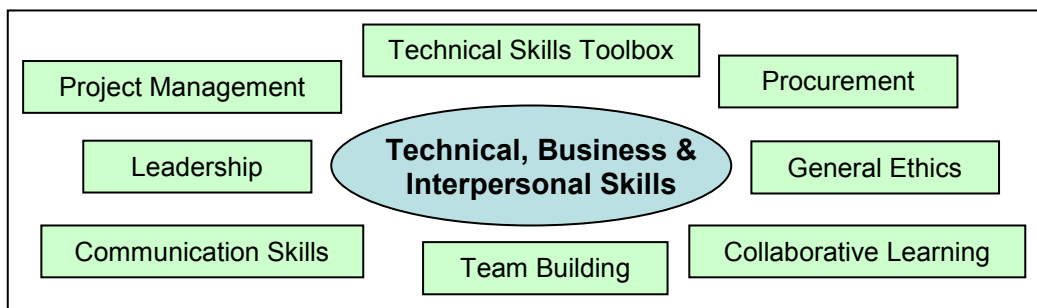 Technical Skills Toolbox
Project Management
Procurement
Technical, Business &
Interpersonal Skills
Leadership
General Ethics
Communication Skills
Team Building
Collaborative Learning